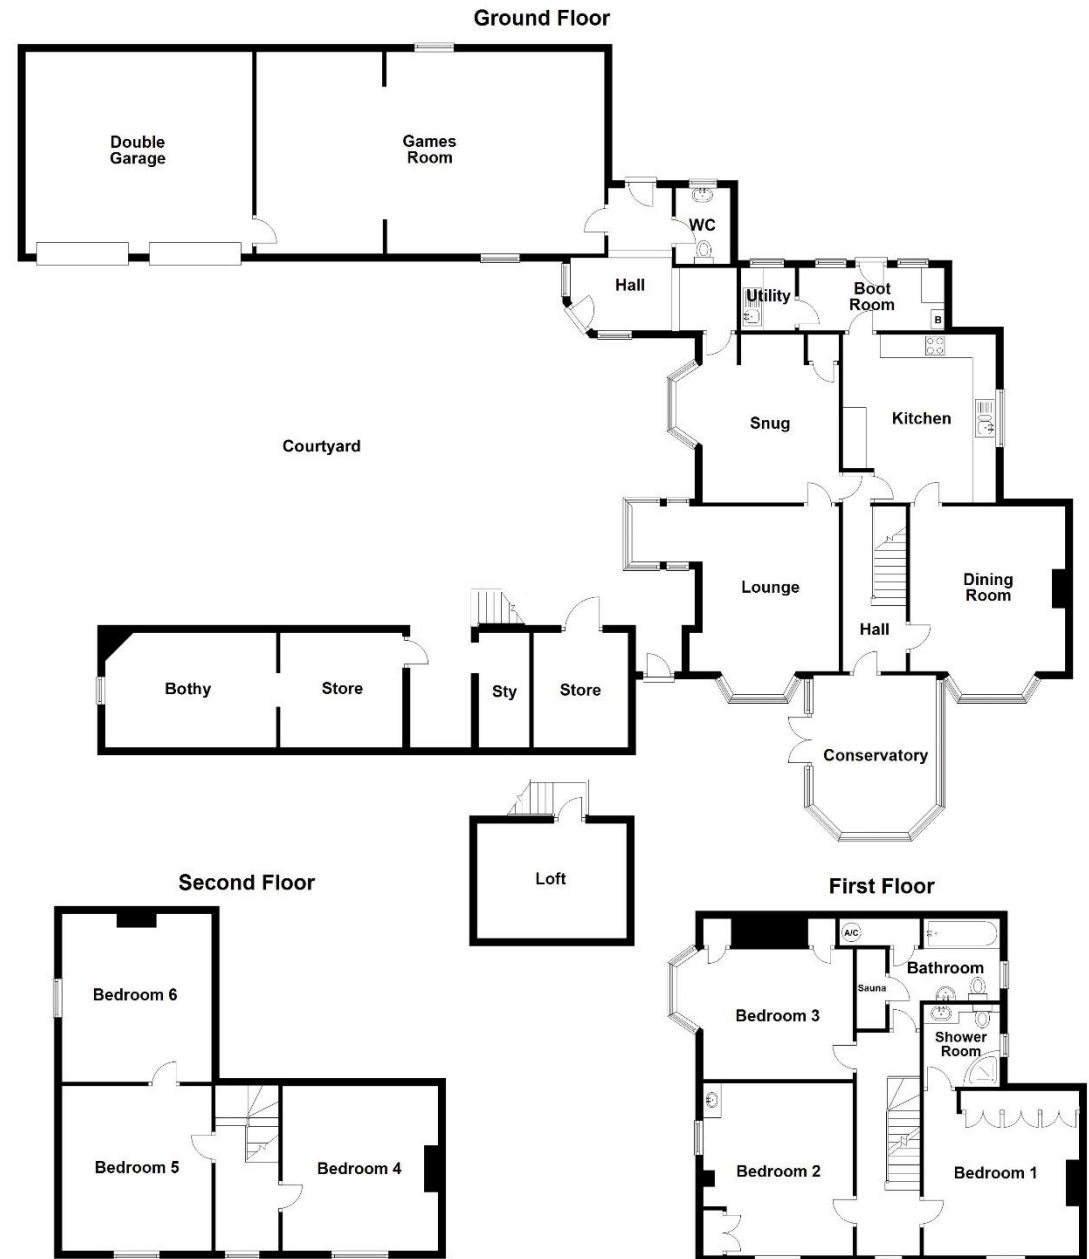 Ground Floor
Double
Garage
Games
Room
WC
Hall
Utility
Boot
Room
B
Snug
Kitchen
Courtyard
Lounge
Dining
Room
Hall
Bothy
Store
Sty
Store
Conservatory
Loft
Second Floor
Bedroom 6
Bedroom 5
Bedroom 4
First Floor
A/C
Bathroom
Sauna
Bedroom 3
Shower
Room
Bedroom 2
Bedroom 1